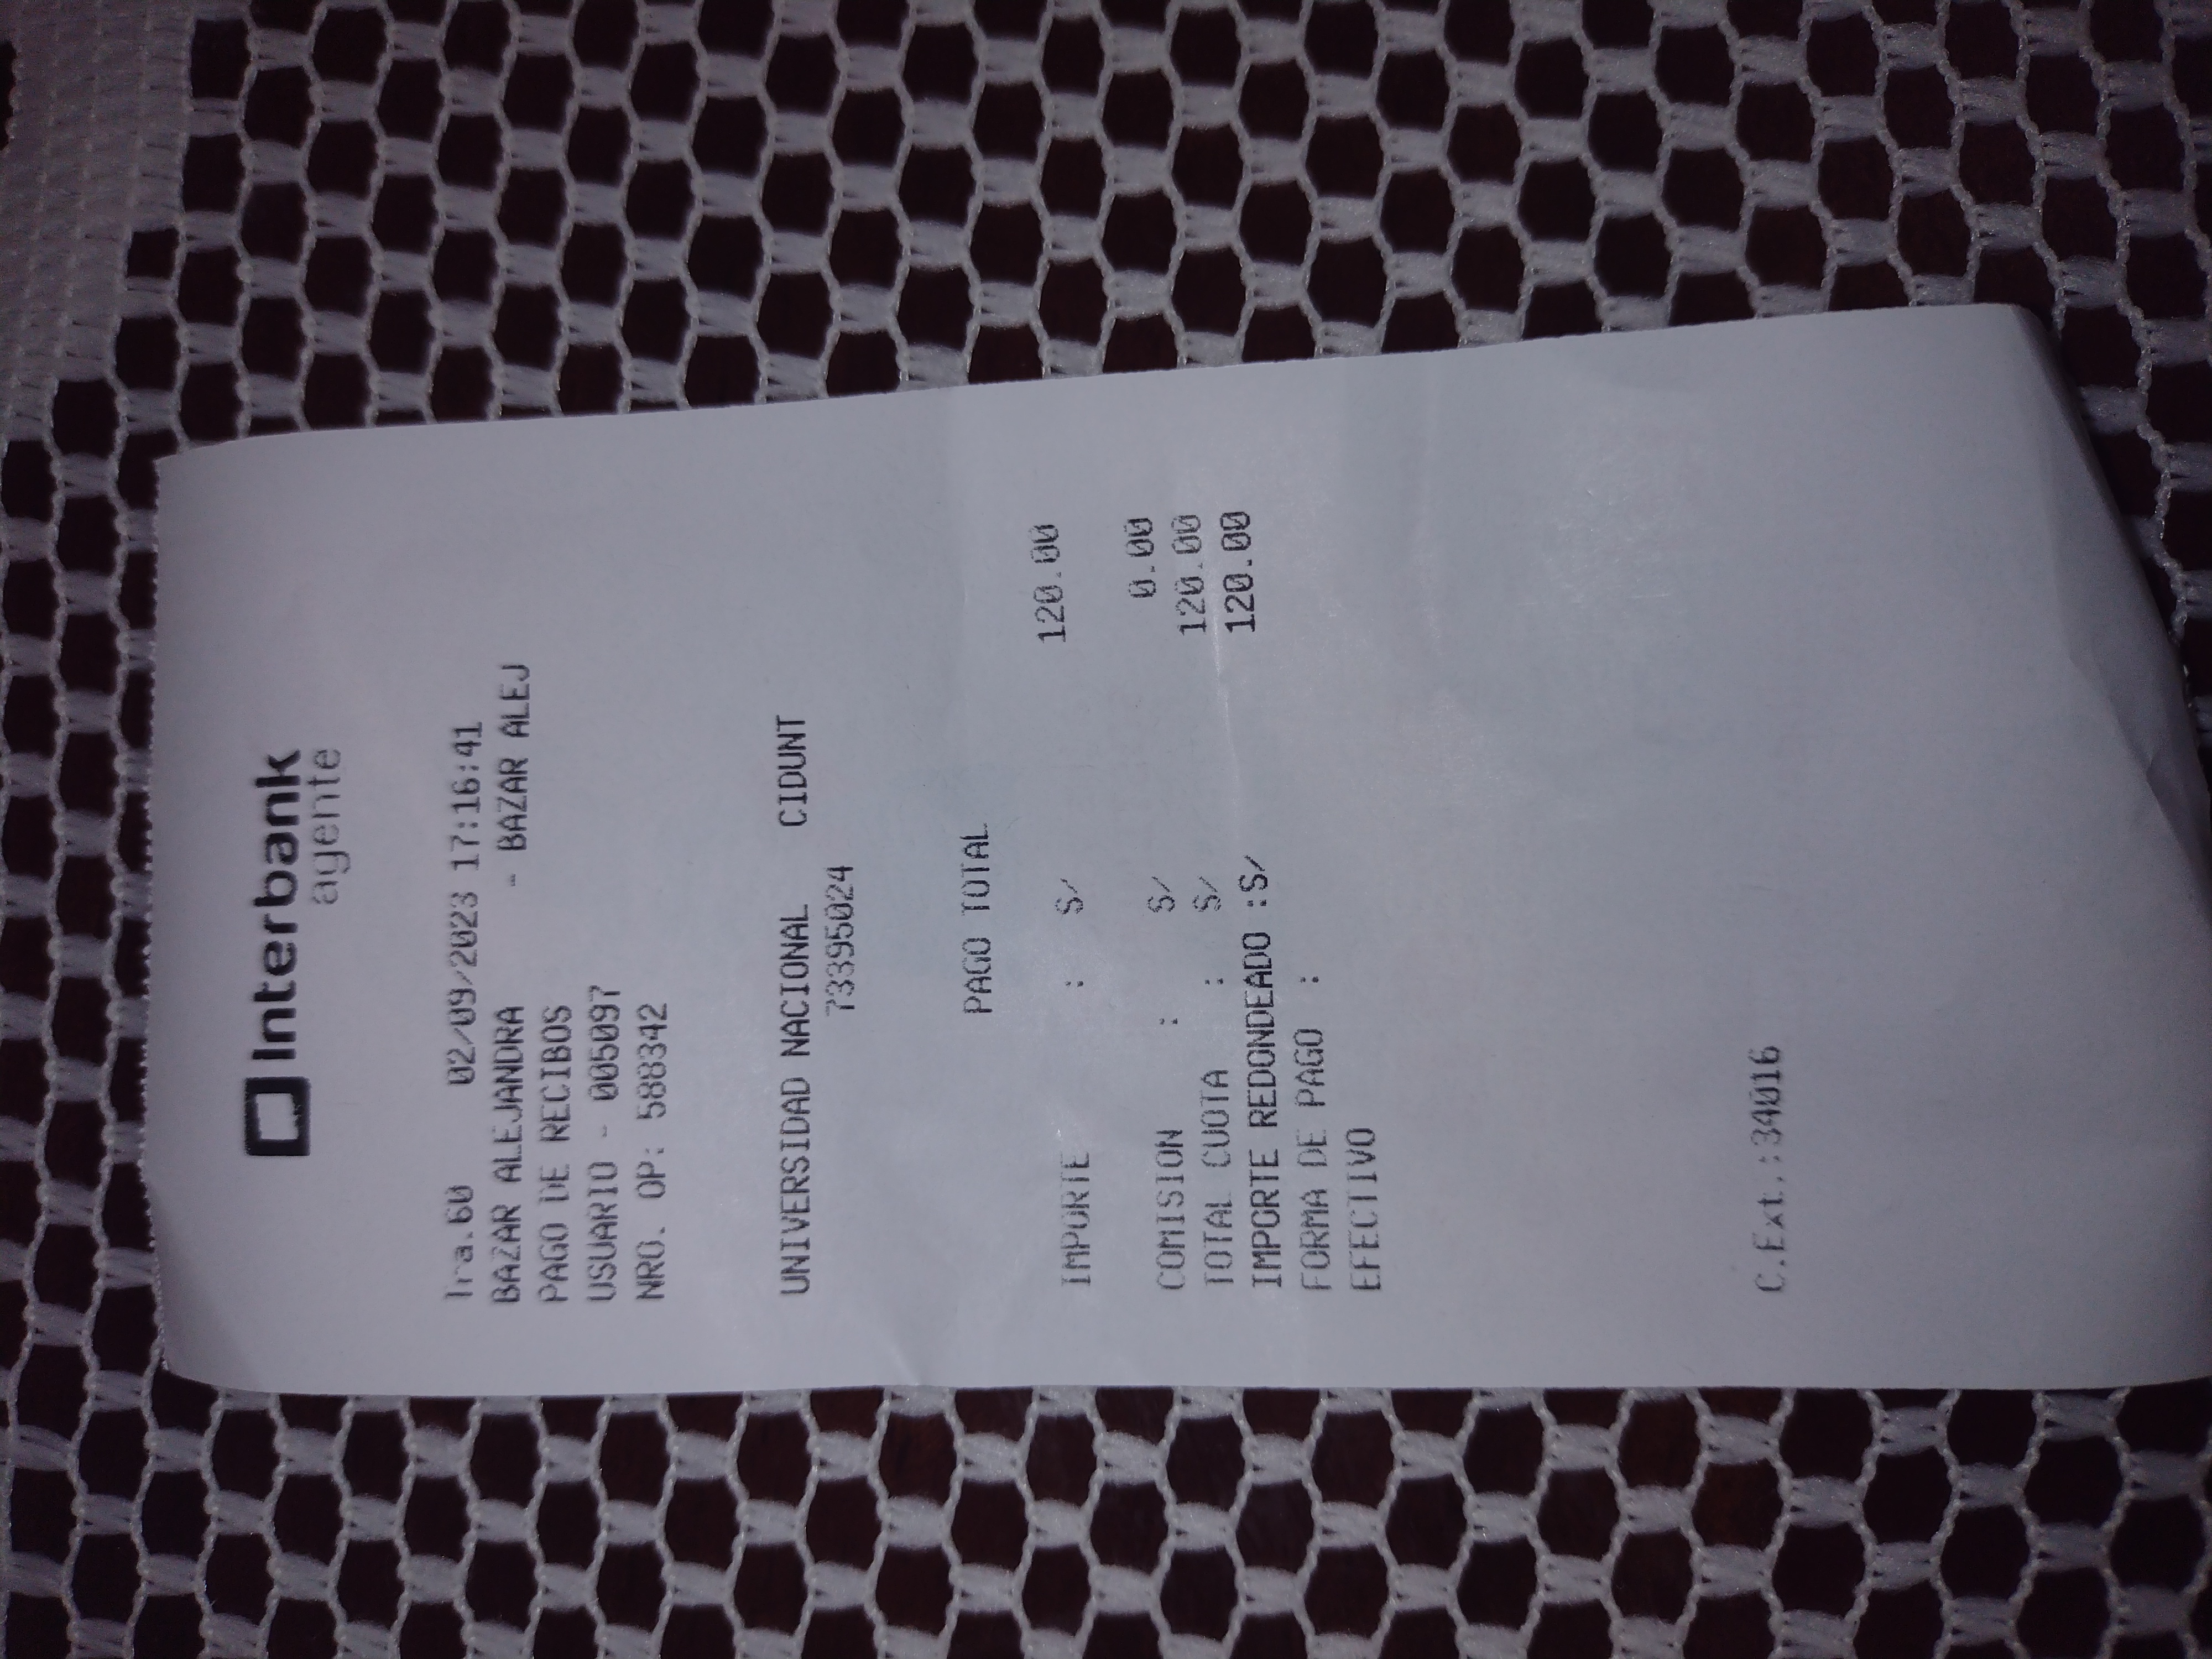 Interbank
agente
Tra.60 02/09/2023 17:16:41
BAZAR ALEJANDRA - BAZAR ALEJ
PAGO DE RECIBOS
USUARIO - 005097
NRO. OP: 588342
UNIVERSIDAD NACIONAL CIDUNT
73395024
PAGO TOTAL
IMPORTE : S/ 120.00
COMISION : S/ 0.00
TOTAL CUOTA : S/ 120.00
IMPORTE REDONDEADO :S/ 120.00
FORMA DE PAGO :
EFECTIVO
C.Ext.:34016